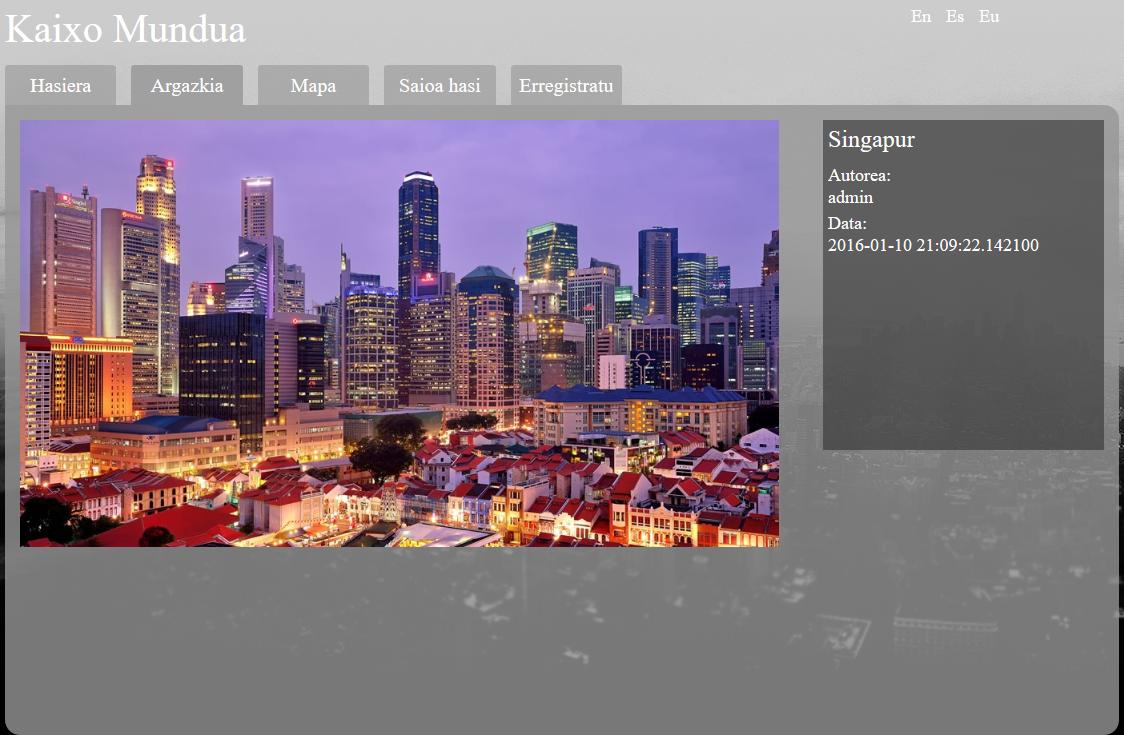 Kaixo Mundua
En Es Eu
Hasiera Argazkia Mapa Saioa hasi Erregistratu
Singapur
Autorea:
admin
Data:
2016-01-10 21:09:22.142100